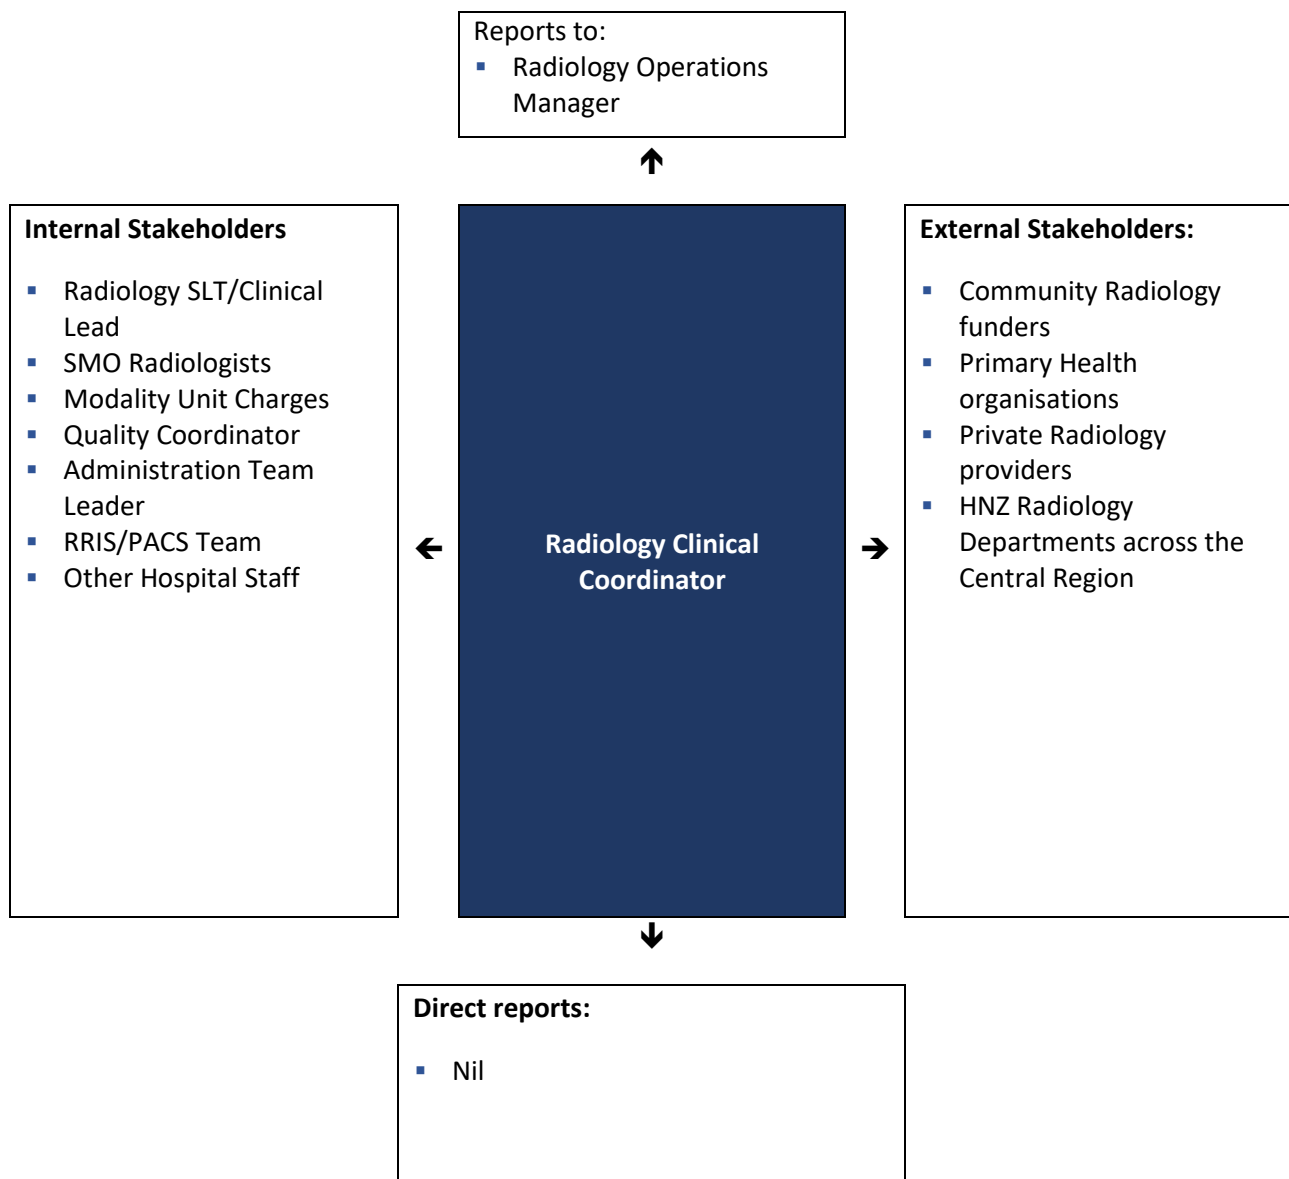 Reports to:
▪ Radiology Operations
Manager
🡩
Internal Stakeholders
▪ Radiology SLT/Clinical
Lead
▪ SMO Radiologists
▪ Modality Unit Charges
▪ Quality Coordinator
▪ Administration Team
Leader
▪ RRIS/PACS Team
▪ Other Hospital Staff
🡨
Radiology Clinical
Coordinator
🡪
External Stakeholders:
▪ Community Radiology
funders
▪ Primary Health
organisations
▪ Private Radiology
providers
▪ HNZ Radiology
Departments across the
Central Region
🡫
Direct reports:
▪ Nil